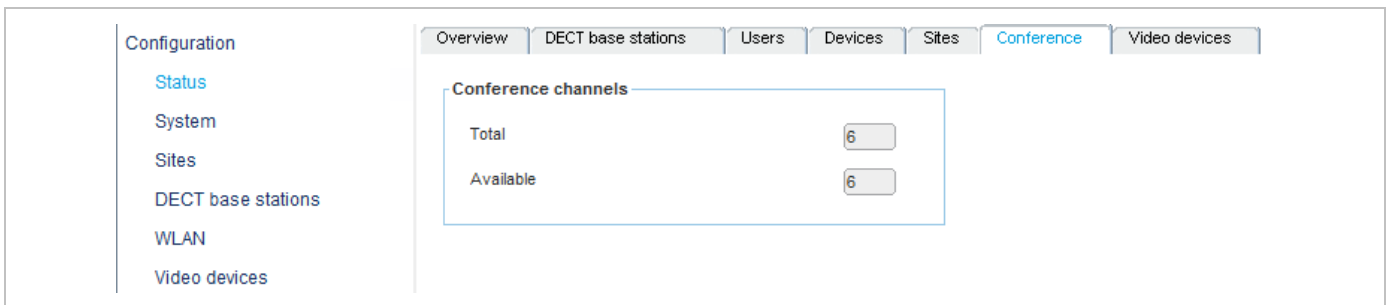 Configuration
Status
System
Sites
DECT base stations
WLAN
Video devices
Overview DECT base stations Users Devices Sites Conference Video devices
Conference channels
Total 6
Available 6